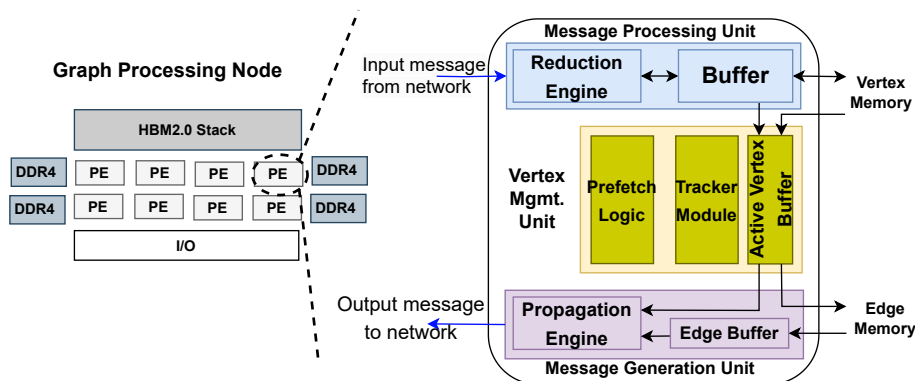 Graph Processing Node
HBM2.0 Stack
DDR4
PE
PE
PE
PE
DDR4
DDR4
PE
PE
PE
PE
DDR4
I/O
Message Processing Unit
Input message
from network
Reduction
Engine
Buffer
Vertex
Memory
Vertex
Mgmt.
Unit
Prefetch
Logic
Tracker
Module
Active Vertex
Buffer
Output message
to network
Propagation
Engine
Edge Buffer
Edge
Memory
Message Generation Unit